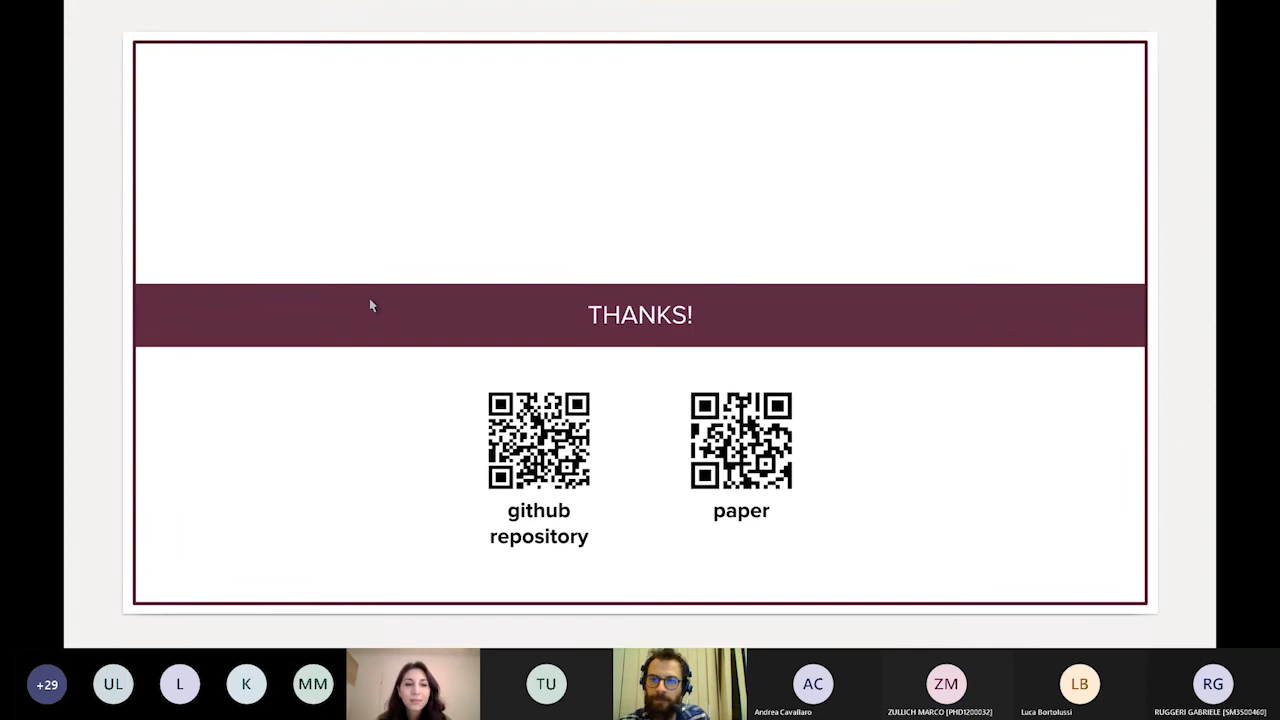 THANKS!
github
repository
paper
+29
UL
L
K
MM
TU
AC
ZM
LB
RG
Andrea Cavallaro
ZULLICH MARCO [PHD1200032]
Luca Bortolussi
RUGGERI GABRIELE [SM3500460]